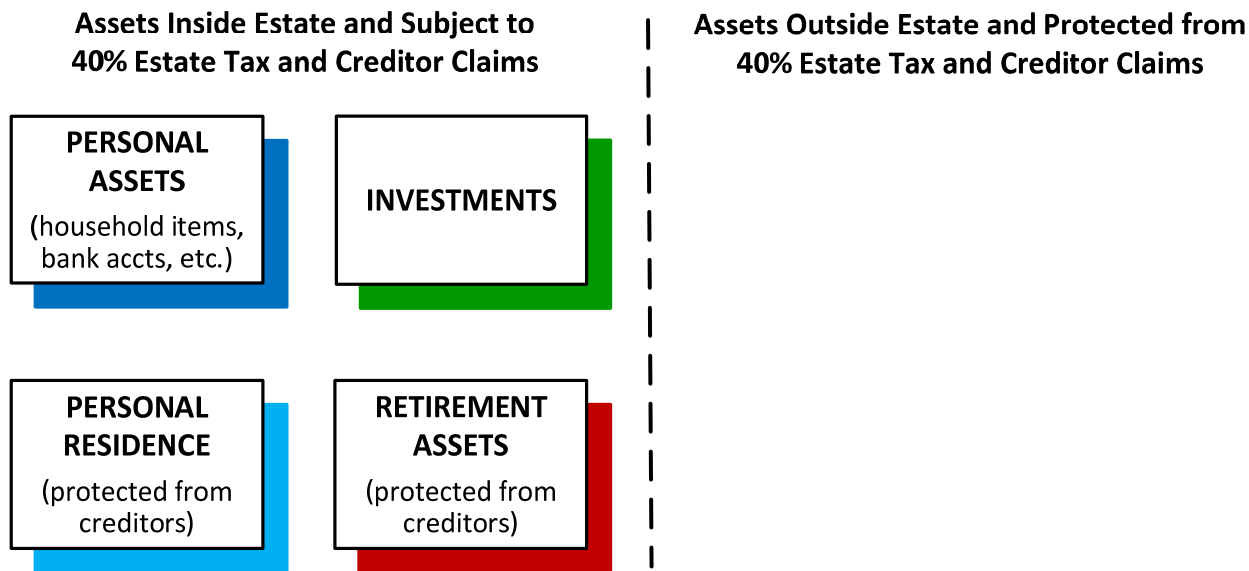 Assets Inside Estate and Subject to
40% Estate Tax and Creditor Claims
Assets Outside Estate and Protected from
40% Estate Tax and Creditor Claims
PERSONAL
ASSETS
(household items,
bank accts, etc.)
INVESTMENTS
PERSONAL
RESIDENCE
(protected from
creditors)
RETIREMENT
ASSETS
(protected from
creditors)